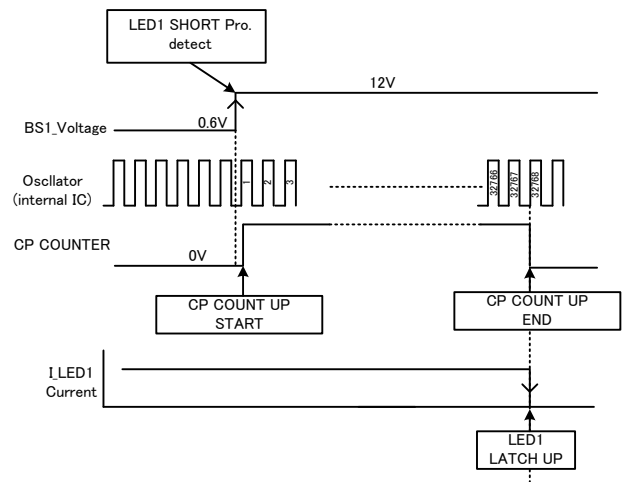 LED1 SHORT Pro.
detect
12V
BS1_Voltage
0.6V
Oscllator
(internal IC)
1
2
3
32766
32767
32768
CP COUNTER
0V
CP COUNT UP
START
CP COUNT UP
END
I_LED1
Current
LED1
LATCH UP